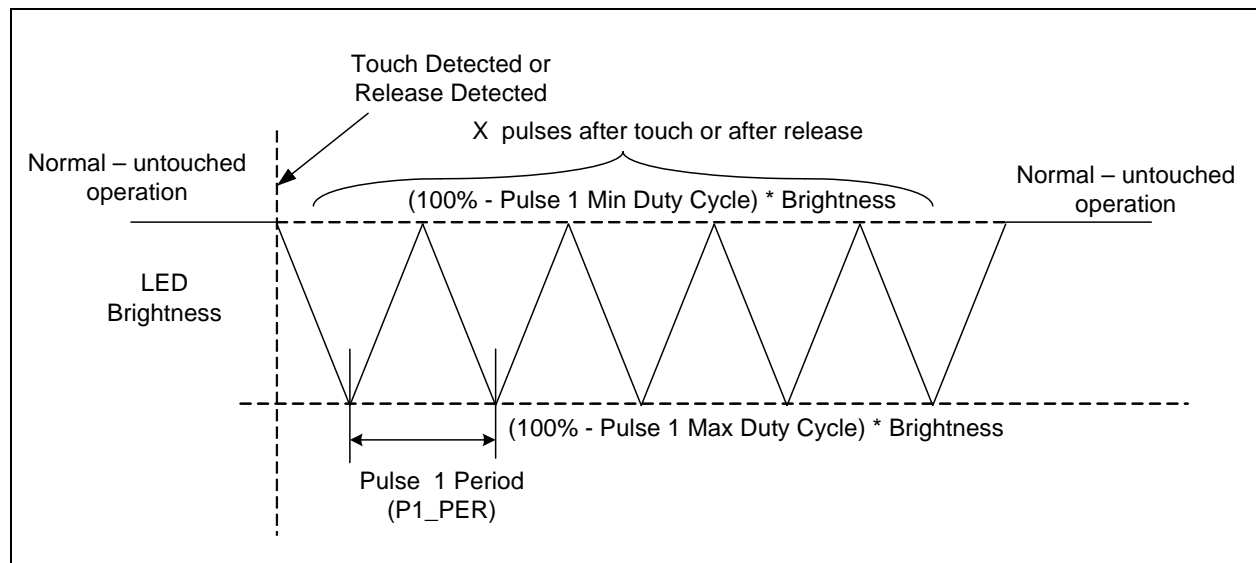 Touch Detected or
Release Detected
X pulses after touch or after release
Normal – untouched
operation
(100% - Pulse 1 Min Duty Cycle) * Brightness
Normal – untouched
operation
LED
Brightness
(100% - Pulse 1 Max Duty Cycle) * Brightness
Pulse 1 Period
(P1_PER)